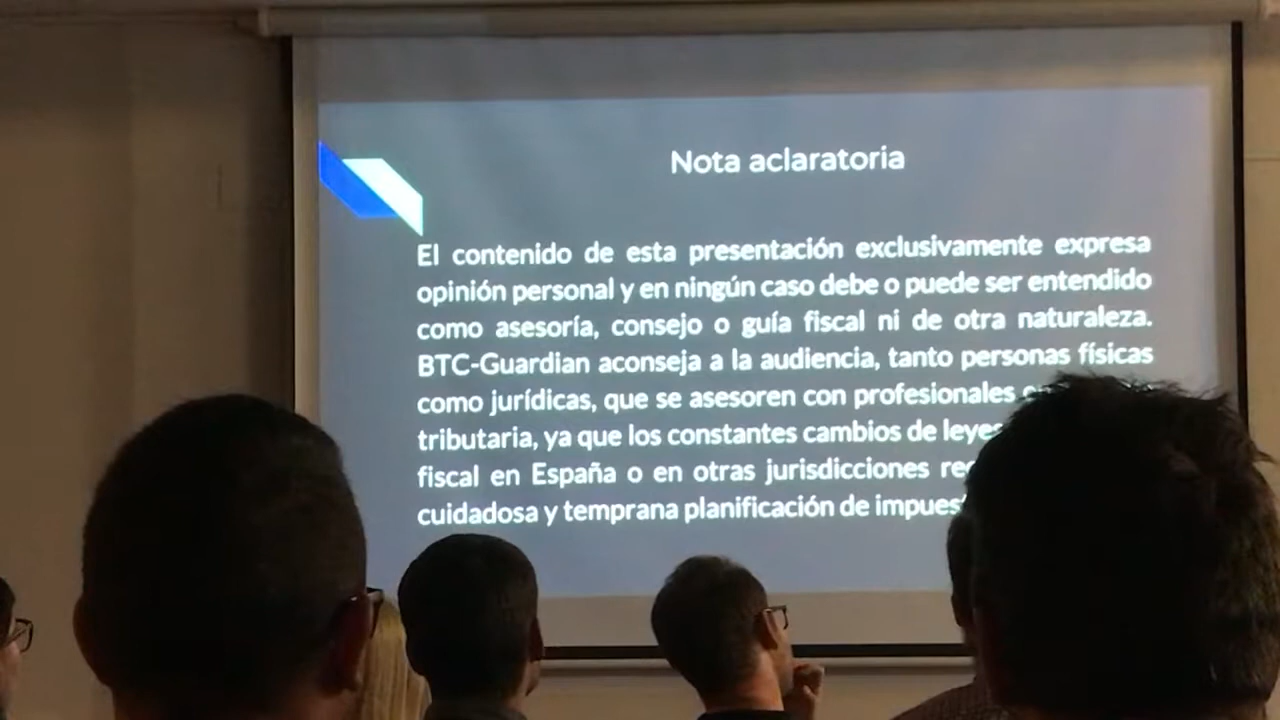 Nota aclaratoria
El contenido de esta presentación exclusivamente expresa
opinión personal y en ningún caso debe o puede ser entendido
como asesoría, consejo o guía fiscal ni de otra naturaleza.
BTC-Guardian aconseja a la audiencia, tanto personas físicas
como jurídicas, que se asesoren con profesionales
tributaria, ya que los constantes cambios de leyes
fiscal en España o en otras jurisdicciones
cuidadosa y temprana planificación de